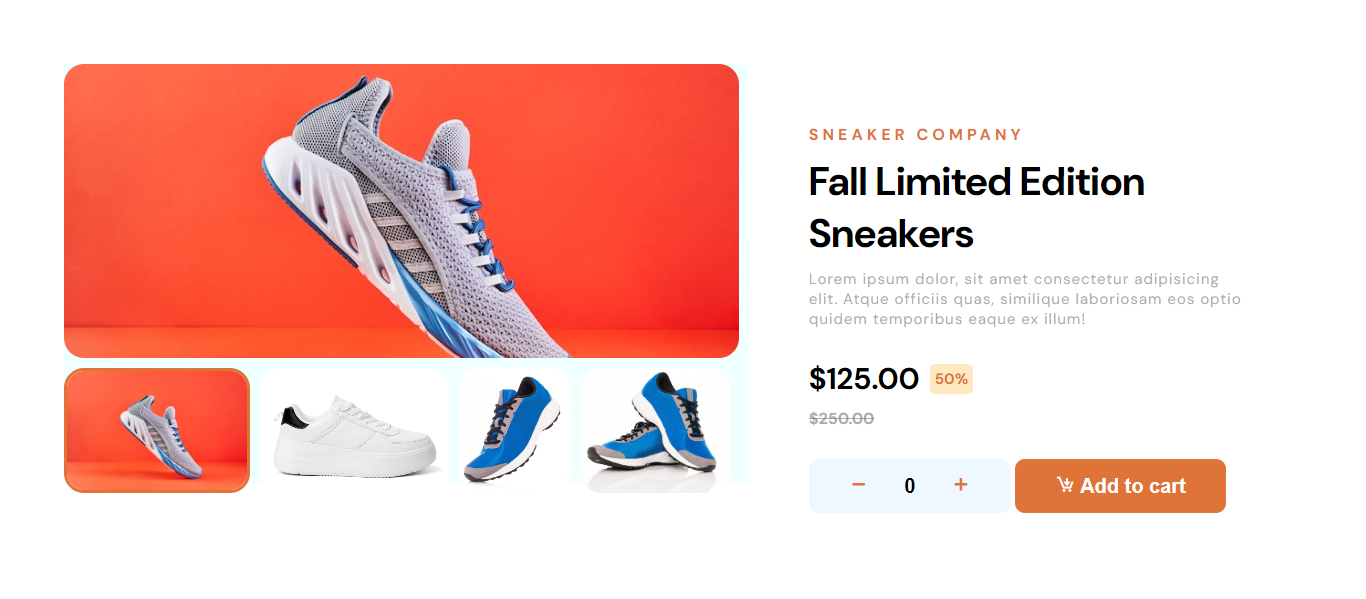 SNEAKER COMPANY
Fall Limited Edition
Sneakers
Lorem ipsum dolor, sit amet consectetur adipisicing
elit. Atque officiis quas, similique laboriosam eos optio
quidem temporibus eaque ex illum!
$125.00 50%
$250.00
− 0 + Add to cart